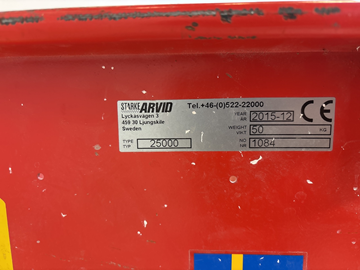 STARKE ARVID
Tel.+46-(0)522-22000
Lyckasvägen 3
459 30 Ljungskile
Sweden
YEAR
ÅR
2015-12
CE
WEIGHT
VIKT
50
KG
TYPE
TYP
25000
NO
NR
1084